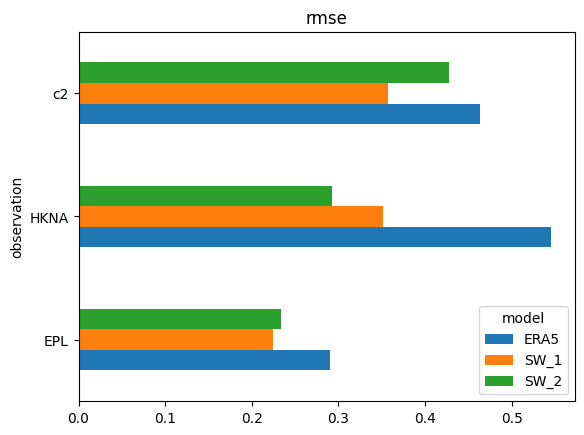 rmse
c2
HKNA
EPL
observation
0.0 0.1 0.2 0.3 0.4 0.5
model
ERA5
SW_1
SW_2